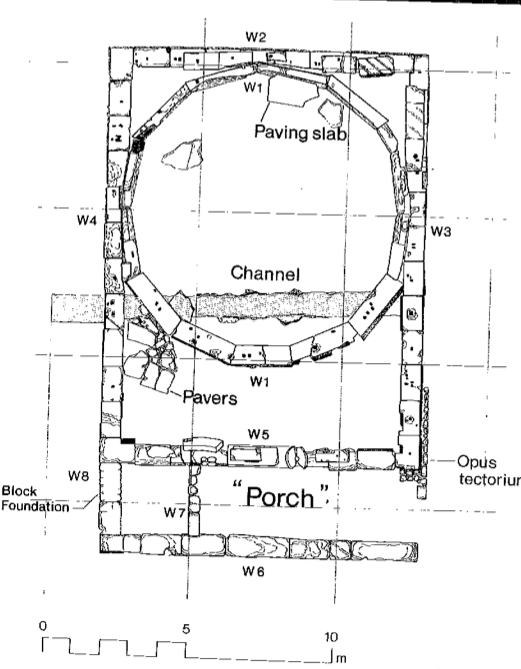 W2
W1
Paving slab
W4
W3
Channel
W1
Pavers
W5
Opus
tectorium
W8
Block
Foundation
"Porch"
W7
W6
0
5
10
m